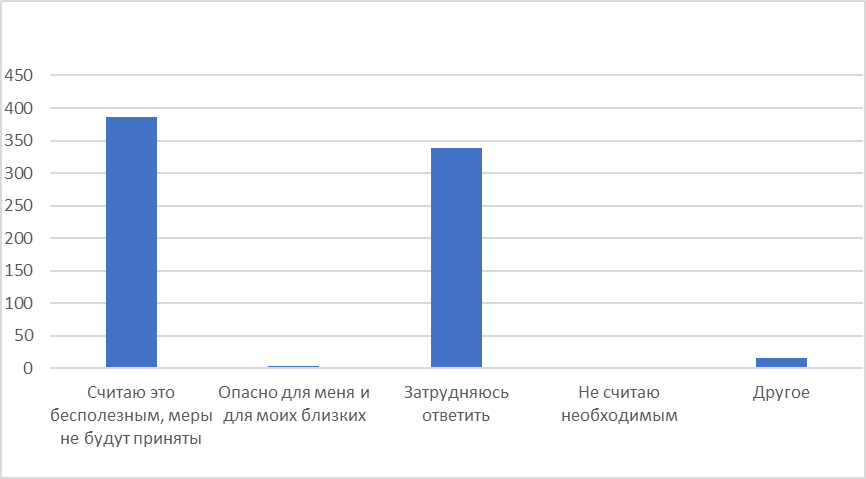 450
400
350
300
250
200
150
100
50
0
Считаю это
бесполезным, меры
не будут приняты
Опасно для меня и
для моих близких
Затрудняюсь
ответить
Не считаю
необходимым
Другое